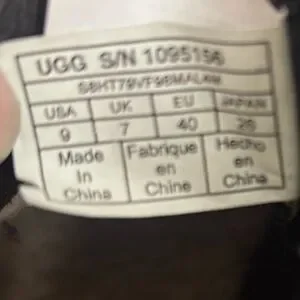 UGG S/N 1095156
USA UK EU JAPAN
9 7 40 26
Made Fabrique Hecho
In en en
China Chine China